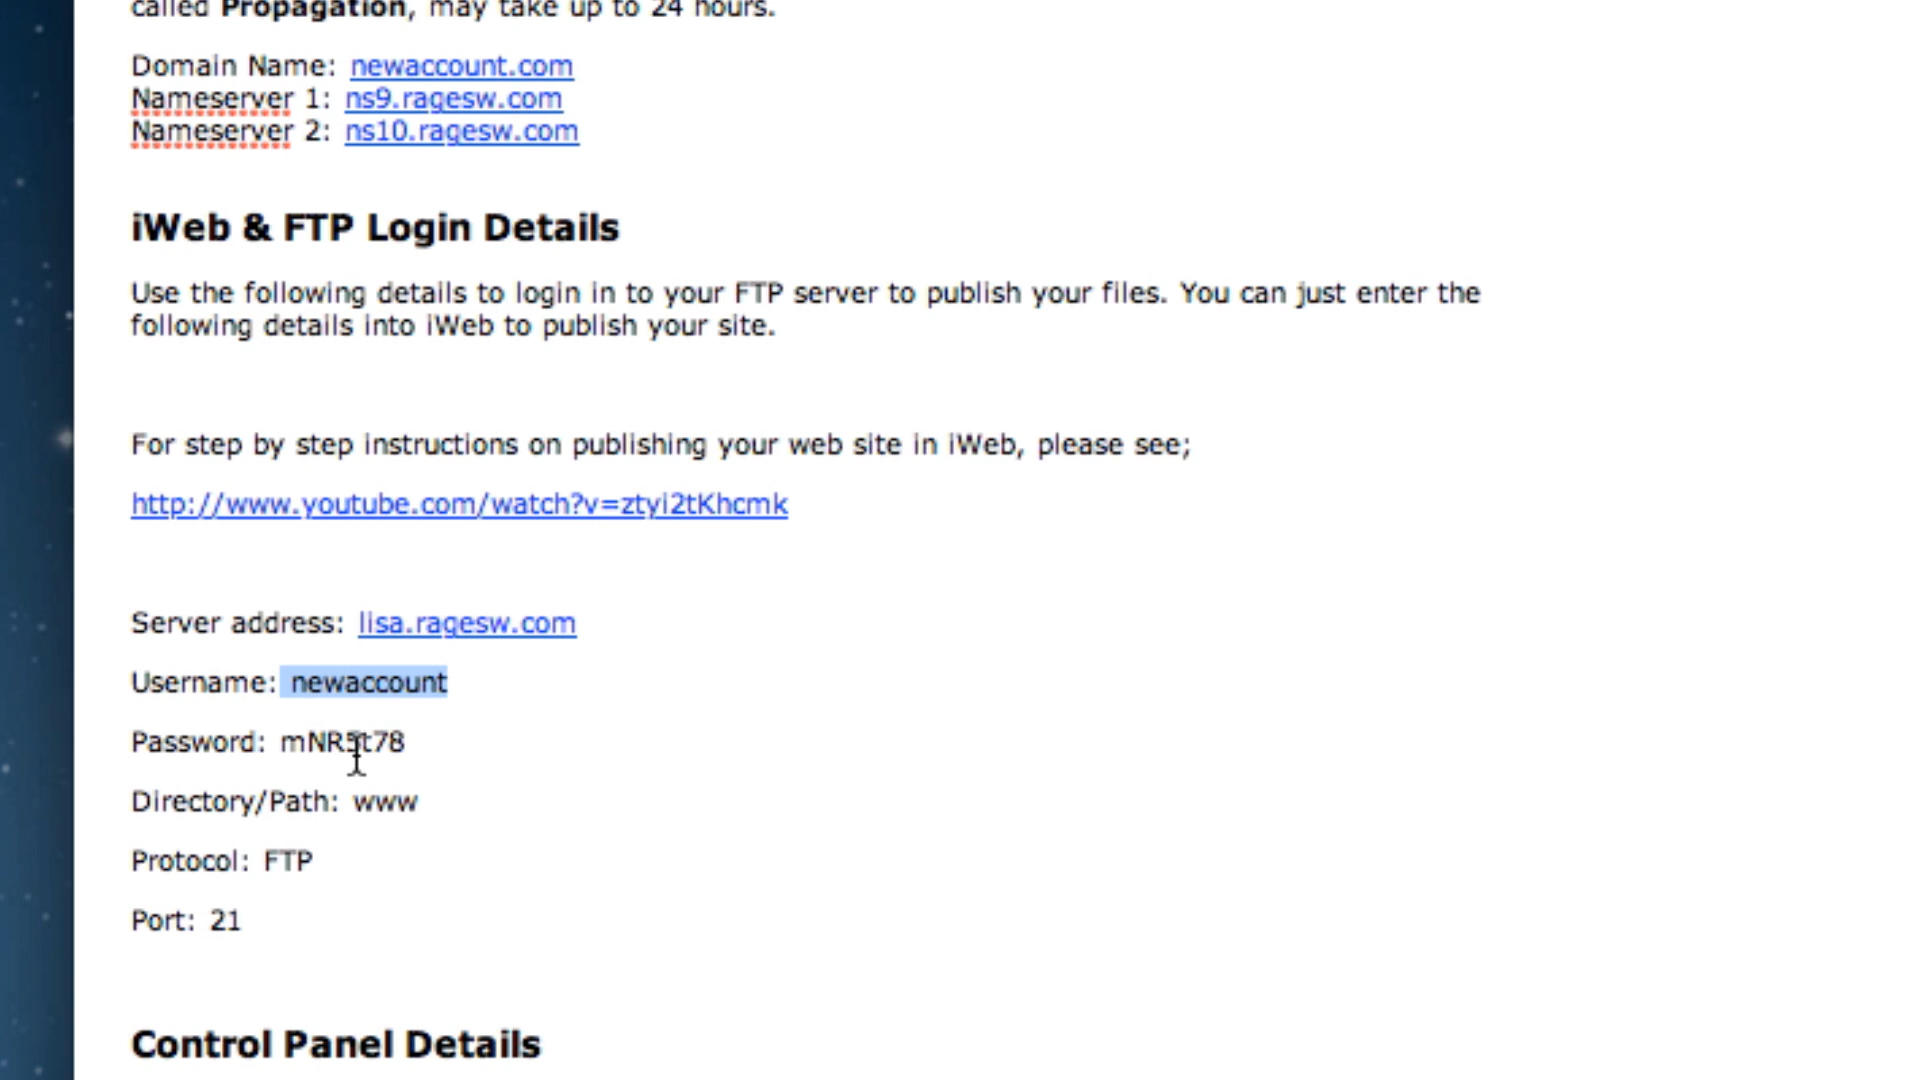 called Propagation, may take up to 24 hours.
Domain Name: newaccount.com
Nameserver 1: ns9.ragesw.com
Nameserver 2: ns10.ragesw.com
iWeb & FTP Login Details
Use the following details to login in to your FTP server to publish your files. You can just enter the
following details into iWeb to publish your site.
For step by step instructions on publishing your web site in iWeb, please see;
http://www.youtube.com/watch?v=ztyi2tKhcmk
Server address: lisa.ragesw.com
Username: newaccount
Password: mNR5t78
Directory/Path: www
Protocol: FTP
Port: 21
Control Panel Details